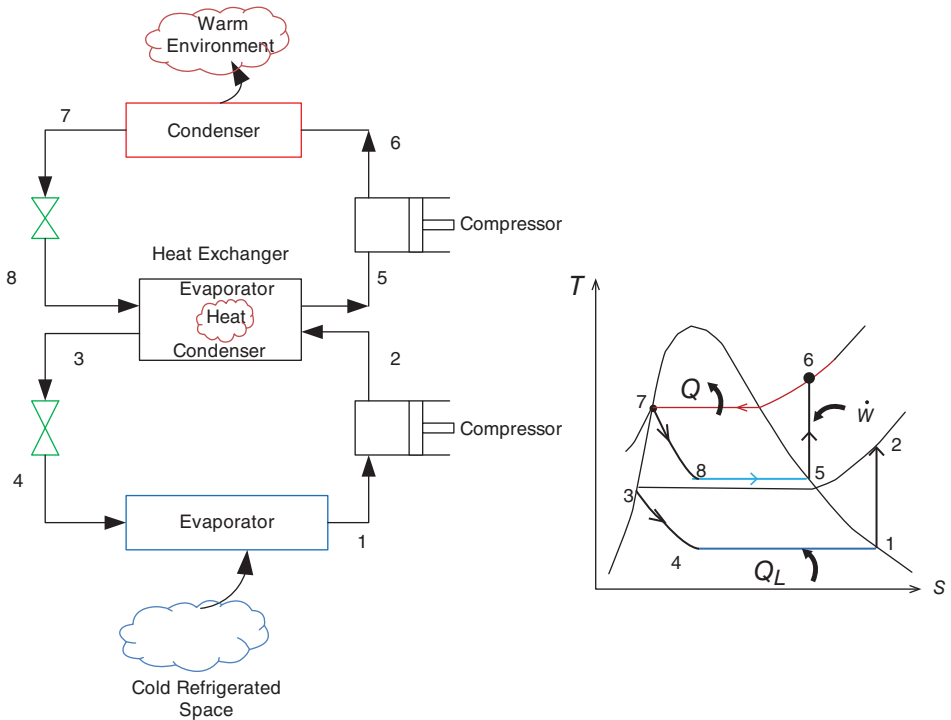 Warm
Environment
7
Condenser
6
Compressor
Heat Exchanger
8
Evaporator
5
Heat
3
Condenser
2
Compressor
4
Evaporator
1
Cold Refrigerated
Space
T
6
Q
7
Ẇ
2
8
5
3
4
1
Q_L
S